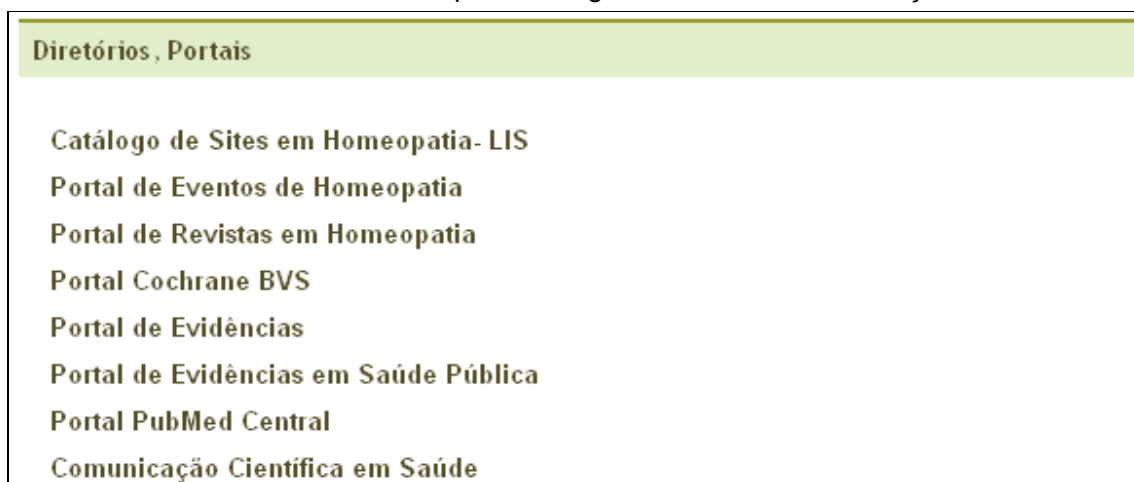 Diretórios, Portais
Catálogo de Sites em Homeopatia- LIS
Portal de Eventos de Homeopatia
Portal de Revistas em Homeopatia
Portal Cochrane BVS
Portal de Evidências
Portal de Evidências em Saúde Pública
Portal PubMed Central
Comunicação Científica em Saúde